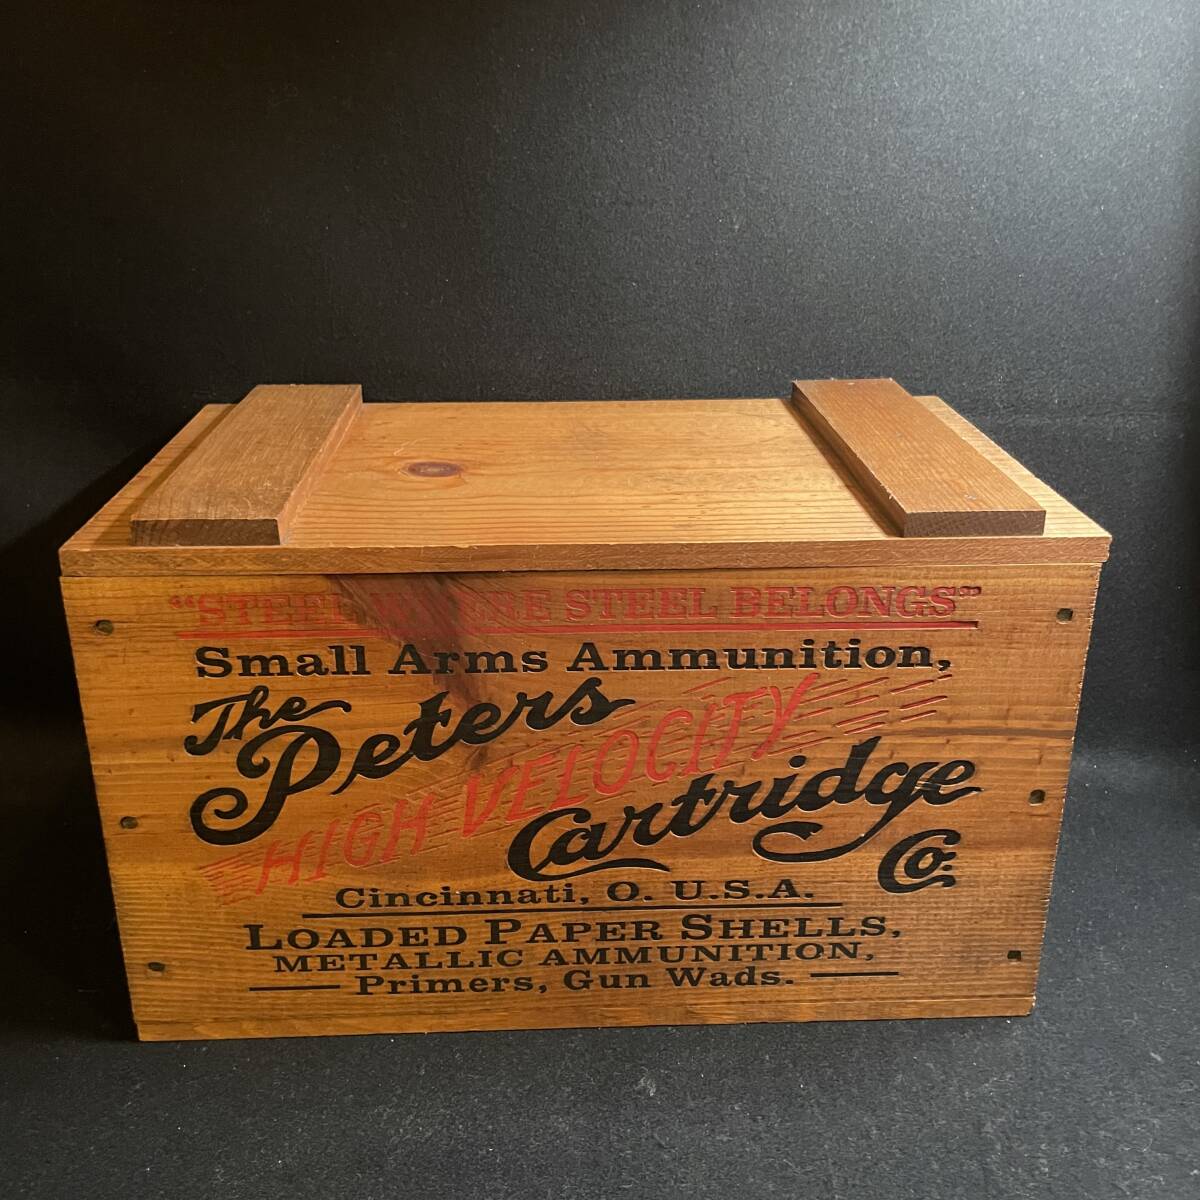 "STEEL WHERE STEEL BELONGS"
Small Arms Ammunition,
The Peters
HIGH VELOCITY
Cartridge
Co.
Cincinnati, O. U.S.A.
LOADED PAPER SHELLS,
METALLIC AMMUNITION,
Primers, Gun Wads.